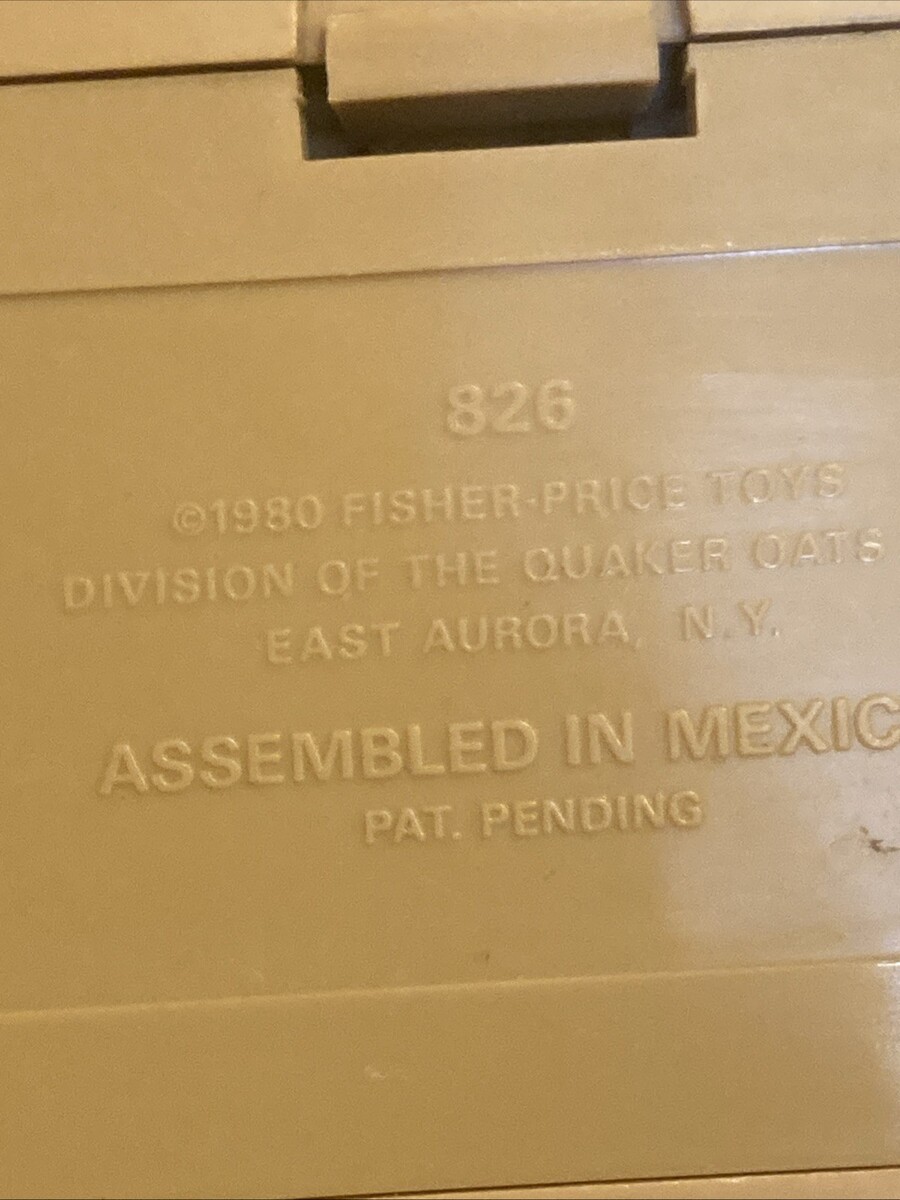 826
©1980 FISHER-PRICE TOYS
DIVISION OF THE QUAKER OATS
EAST AURORA, N.Y.
ASSEMBLED IN MEXIC
PAT. PENDING